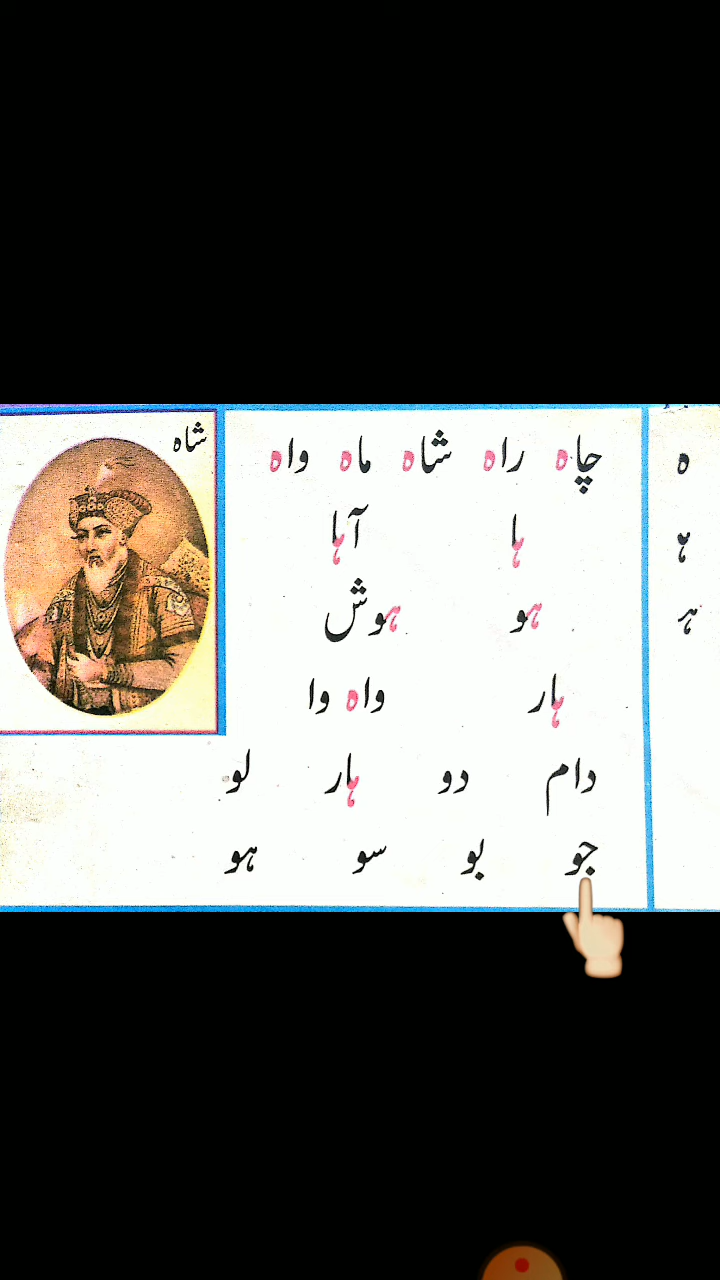 ہ
ہ
ہ
چاہ راہ شاہ ماہ واہ
ہا آہا
ہو ہوش
ہار واہ وا
دام دو ہار لو
جو بو سو ہو
شاہ